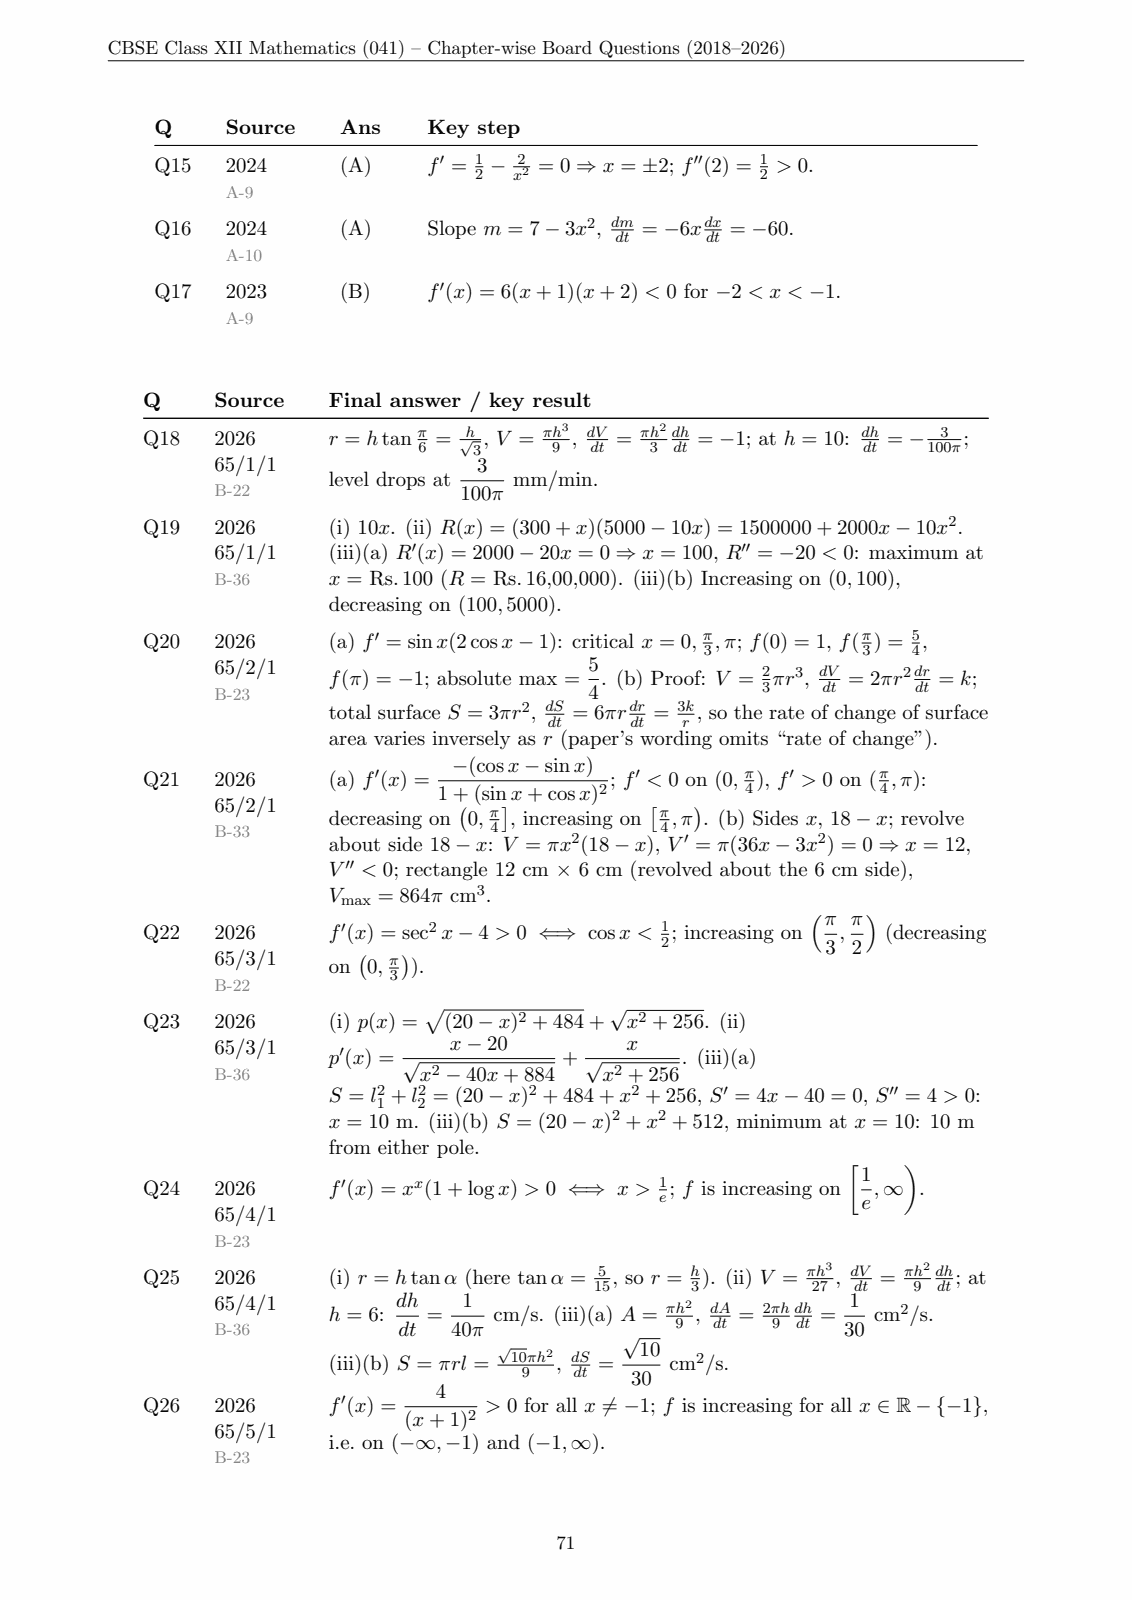 CBSE Class XII Mathematics (041) – Chapter-wise Board Questions (2018–2026)
Q Source Ans Key step
Q15 2024 (A) f′ = 1/2 − 2/x² = 0 ⇒ x = ±2; f″(2) = 1/2 > 0.
A-9
Q16 2024 (A) Slope m = 7 − 3x², dm/dt = −6x dx/dt = −60.
A-10
Q17 2023 (B) f′(x) = 6(x + 1)(x + 2) < 0 for −2 < x < −1.
A-9
Q Source Final answer / key result
Q18 2026 r = h tan π/6 = h/√3, V = πh³/9, dV/dt = πh²/3 dh/dt = −1; at h = 10: dh/dt = −3/100π;
65/1/1 level drops at 3/100π mm/min.
B-22
Q19 2026 (i) 10x. (ii) R(x) = (300 + x)(5000 − 10x) = 1500000 + 2000x − 10x².
65/1/1 (iii)(a) R′(x) = 2000 − 20x = 0 ⇒ x = 100, R″ = −20 < 0: maximum at
B-36 x = Rs. 100 (R = Rs. 16,00,000). (iii)(b) Increasing on (0, 100),
decreasing on (100, 5000).
Q20 2026 (a) f′ = sin x(2 cos x − 1): critical x = 0, π/3, π; f(0) = 1, f(π/3) = 5/4,
65/2/1 f(π) = −1; absolute max = 5/4. (b) Proof: V = 2/3 πr³, dV/dt = 2πr² dr/dt = k;
B-23 total surface S = 3πr², dS/dt = 6πr dr/dt = 3k/r, so the rate of change of surface
area varies inversely as r (paper’s wording omits “rate of change”).
Q21 2026 (a) f′(x) = −(cos x − sin x)/(1 + (sin x + cos x)²); f′ < 0 on (0, π/4), f′ > 0 on (π/4, π):
65/2/1 decreasing on (0, π/4], increasing on [π/4, π). (b) Sides x, 18 − x; revolve
B-33 about side 18 − x: V = πx²(18 − x), V′ = π(36x − 3x²) = 0 ⇒ x = 12,
V″ < 0; rectangle 12 cm × 6 cm (revolved about the 6 cm side),
Vmax = 864π cm³.
Q22 2026 f′(x) = sec² x − 4 > 0 ⟺ cos x < 1/2; increasing on (π/3, π/2) (decreasing
65/3/1 on (0, π/3)).
B-22
Q23 2026 (i) p(x) = √((20 − x)² + 484) + √(x² + 256). (ii)
65/3/1 p′(x) = (x − 20)/√(x² − 40x + 884) + x/√(x² + 256). (iii)(a)
B-36 S = l₁² + l₂² = (20 − x)² + 484 + x² + 256, S′ = 4x − 40 = 0, S″ = 4 > 0:
x = 10 m. (iii)(b) S = (20 − x)² + x² + 512, minimum at x = 10: 10 m
from either pole.
Q24 2026 f′(x) = xˣ(1 + log x) > 0 ⟺ x > 1/e; f is increasing on [1/e, ∞).
65/4/1
B-23
Q25 2026 (i) r = h tan α (here tan α = 5/15, so r = h/3). (ii) V = πh³/27, dV/dt = πh²/9 dh/dt; at
65/4/1 h = 6: dh/dt = 1/40π cm/s. (iii)(a) A = πh²/9, dA/dt = 2πh/9 dh/dt = 1/30 cm²/s.
B-36 (iii)(b) S = πrl = √10πh²/9, dS/dt = √10/30 cm²/s.
Q26 2026 f′(x) = 4/(x + 1)² > 0 for all x ≠ −1; f is increasing for all x ∈ ℝ − {−1},
65/5/1 i.e. on (−∞, −1) and (−1, ∞).
B-23
71